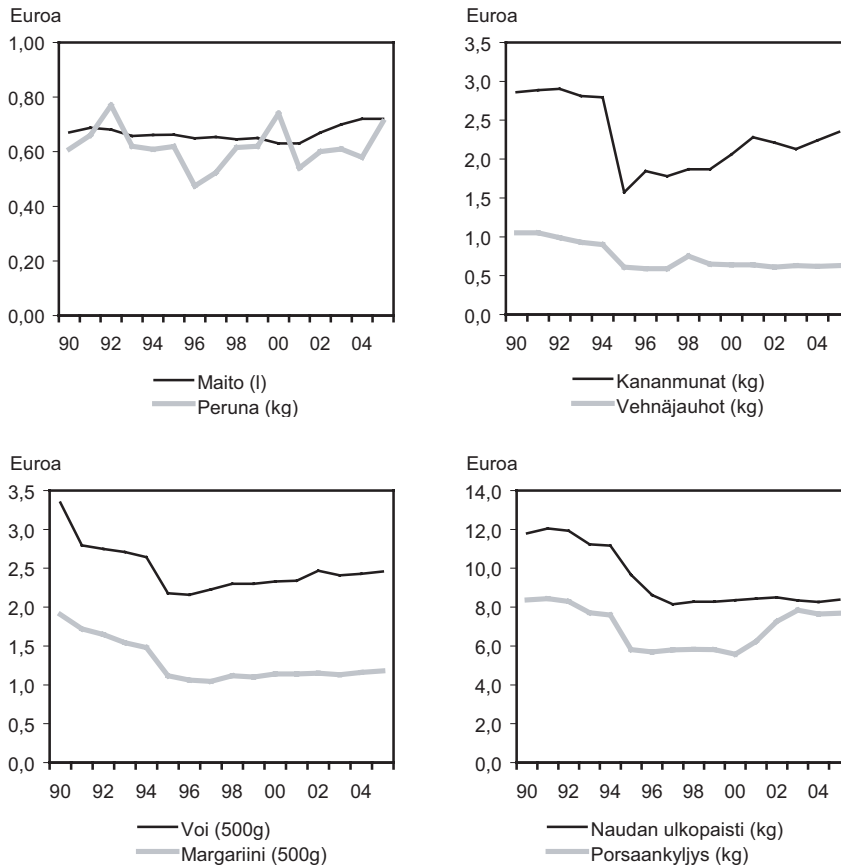 Euroa
1,00
0,80
0,60
0,40
0,20
0,00
90 92 94 96 98 00 02 04
Maito (l)
Peruna (kg)
Euroa
3,5
3,0
2,5
2,0
1,5
1,0
0,5
0,0
90 92 94 96 98 00 02 04
Kananmunat (kg)
Vehnäjauhot (kg)
Euroa
3,5
3,0
2,5
2,0
1,5
1,0
0,5
0,0
90 92 94 96 98 00 02 04
Voi (500g)
Margariini (500g)
Euroa
14,0
12,0
10,0
8,0
6,0
4,0
2,0
0,0
90 92 94 96 98 00 02 04
Naudan ulkopaisti (kg)
Porsaankyljys (kg)